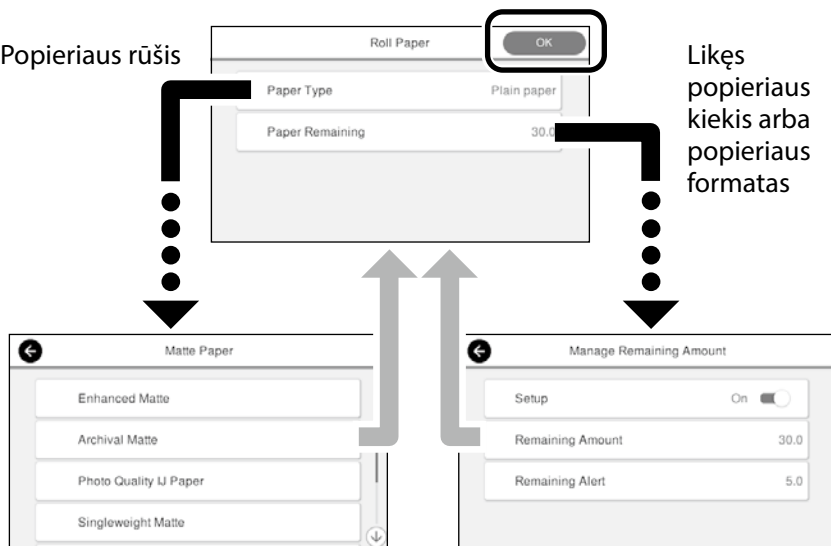 Popieriaus rūšis
Roll Paper
OK
Paper Type Plain paper
Paper Remaining 30.0
Likęs
popieriaus
kiekis arba
popieriaus
formatas
Matte Paper
Enhanced Matte
Archival Matte
Photo Quality IJ Paper
Singleweight Matte
Manage Remaining Amount
Setup On
Remaining Amount 30.0
Remaining Alert 5.0